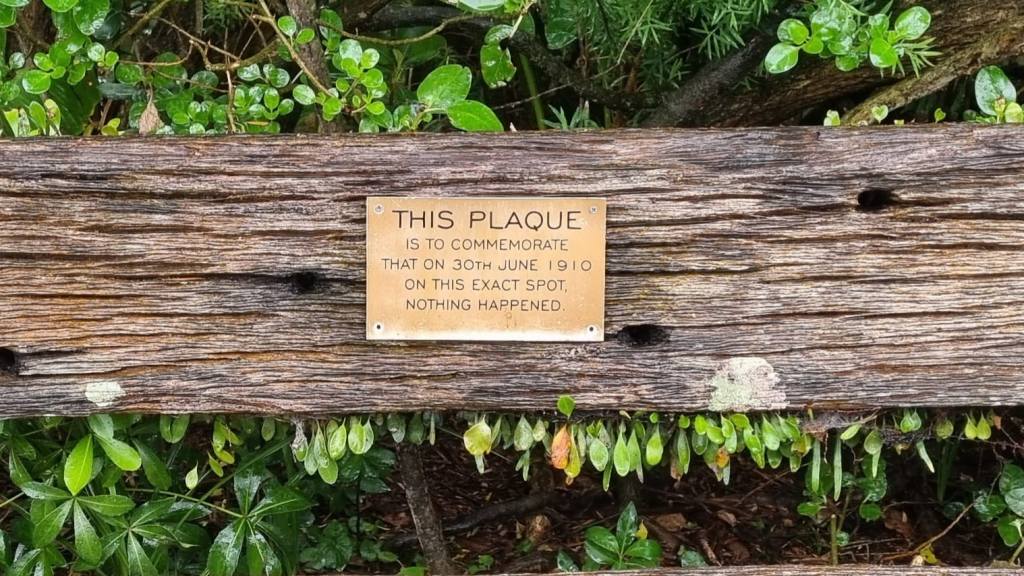 THIS PLAQUE
IS TO COMMEMORATE
THAT ON 30TH JUNE 1910
ON THIS EXACT SPOT,
NOTHING HAPPENED.